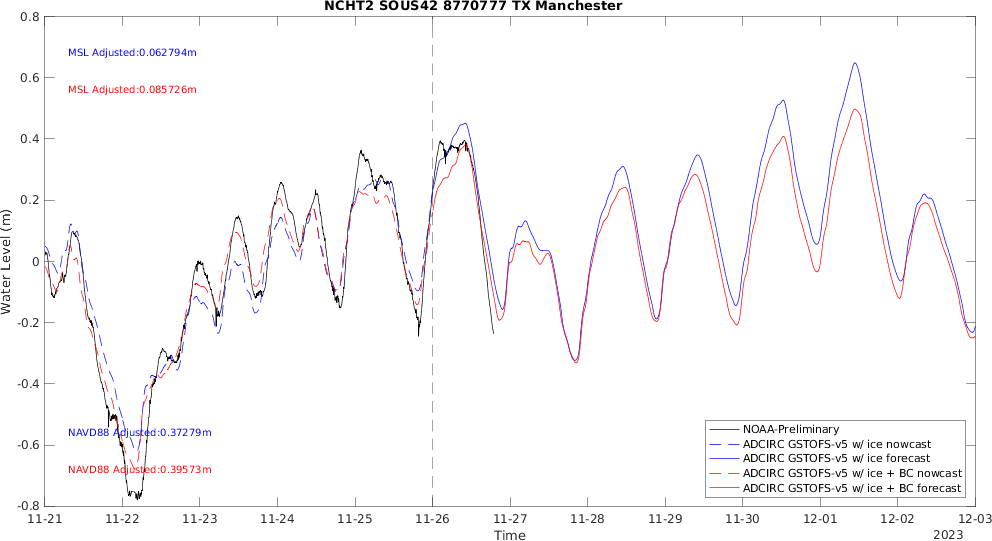 NCHT2 SOUS42 8770777 TX Manchester
0.8
0.6
0.4
0.2
0
-0.2
-0.4
-0.6
-0.8
Water Level (m)
MSL Adjusted:0.062794m
MSL Adjusted:0.085726m
NAVD88 Adjusted:0.37279m
NAVD88 Adjusted:0.39573m
NOAA-Preliminary
ADCIRC GSTOFS-v5 w/ ice nowcast
ADCIRC GSTOFS-v5 w/ ice forecast
ADCIRC GSTOFS-v5 w/ ice + BC nowcast
ADCIRC GSTOFS-v5 w/ ice + BC forecast
11-21 11-22 11-23 11-24 11-25 11-26 11-27 11-28 11-29 11-30 12-01 12-02 12-03
Time
2023